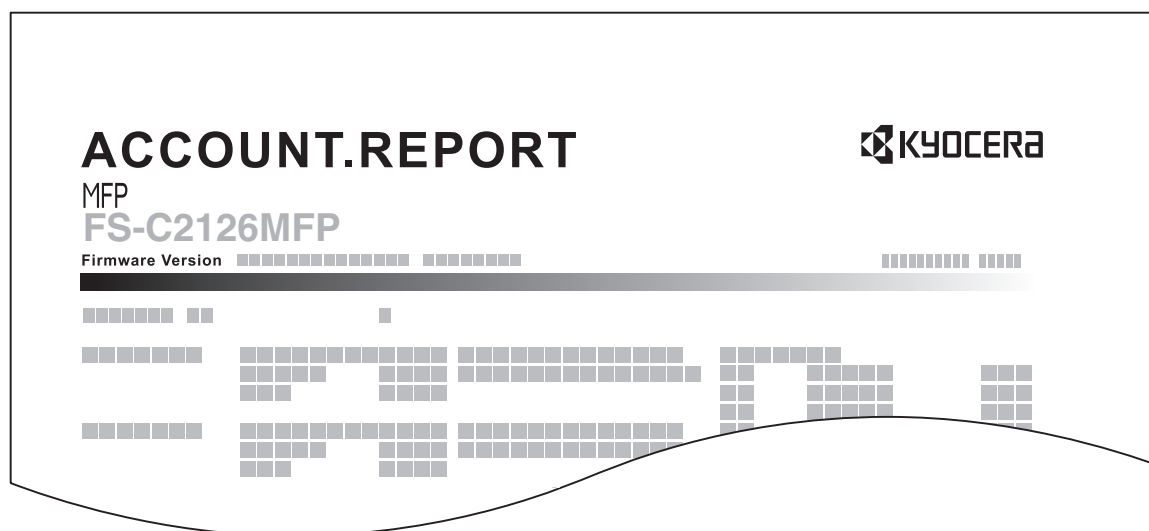 ACCOUNT.REPORT
KYOCERA
MFP
FS-C2126MFP
Firmware Version